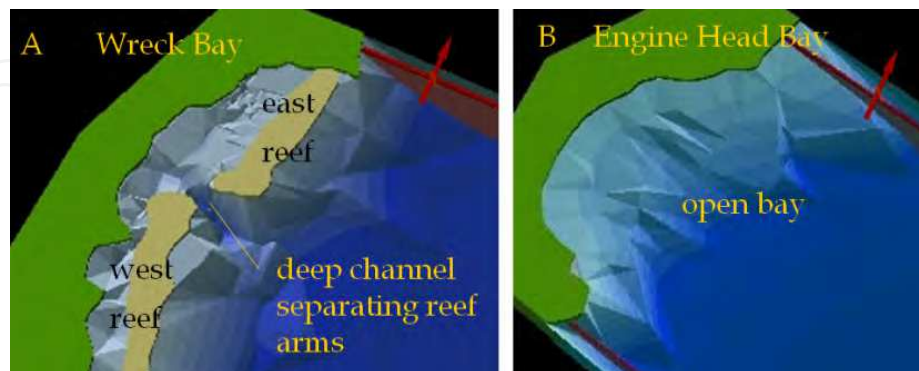 A Wreck Bay
east
reef
west
reef
deep channel
separating reef
arms
B Engine Head Bay
open bay